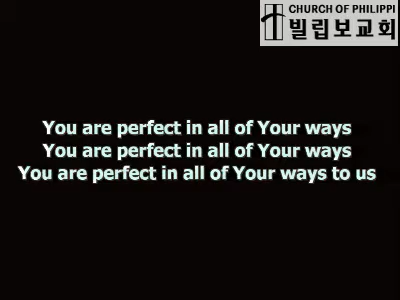 CHURCH OF PHILIPPI
빌립보교회
You are perfect in all of Your ways
You are perfect in all of Your ways
You are perfect in all of Your ways to us